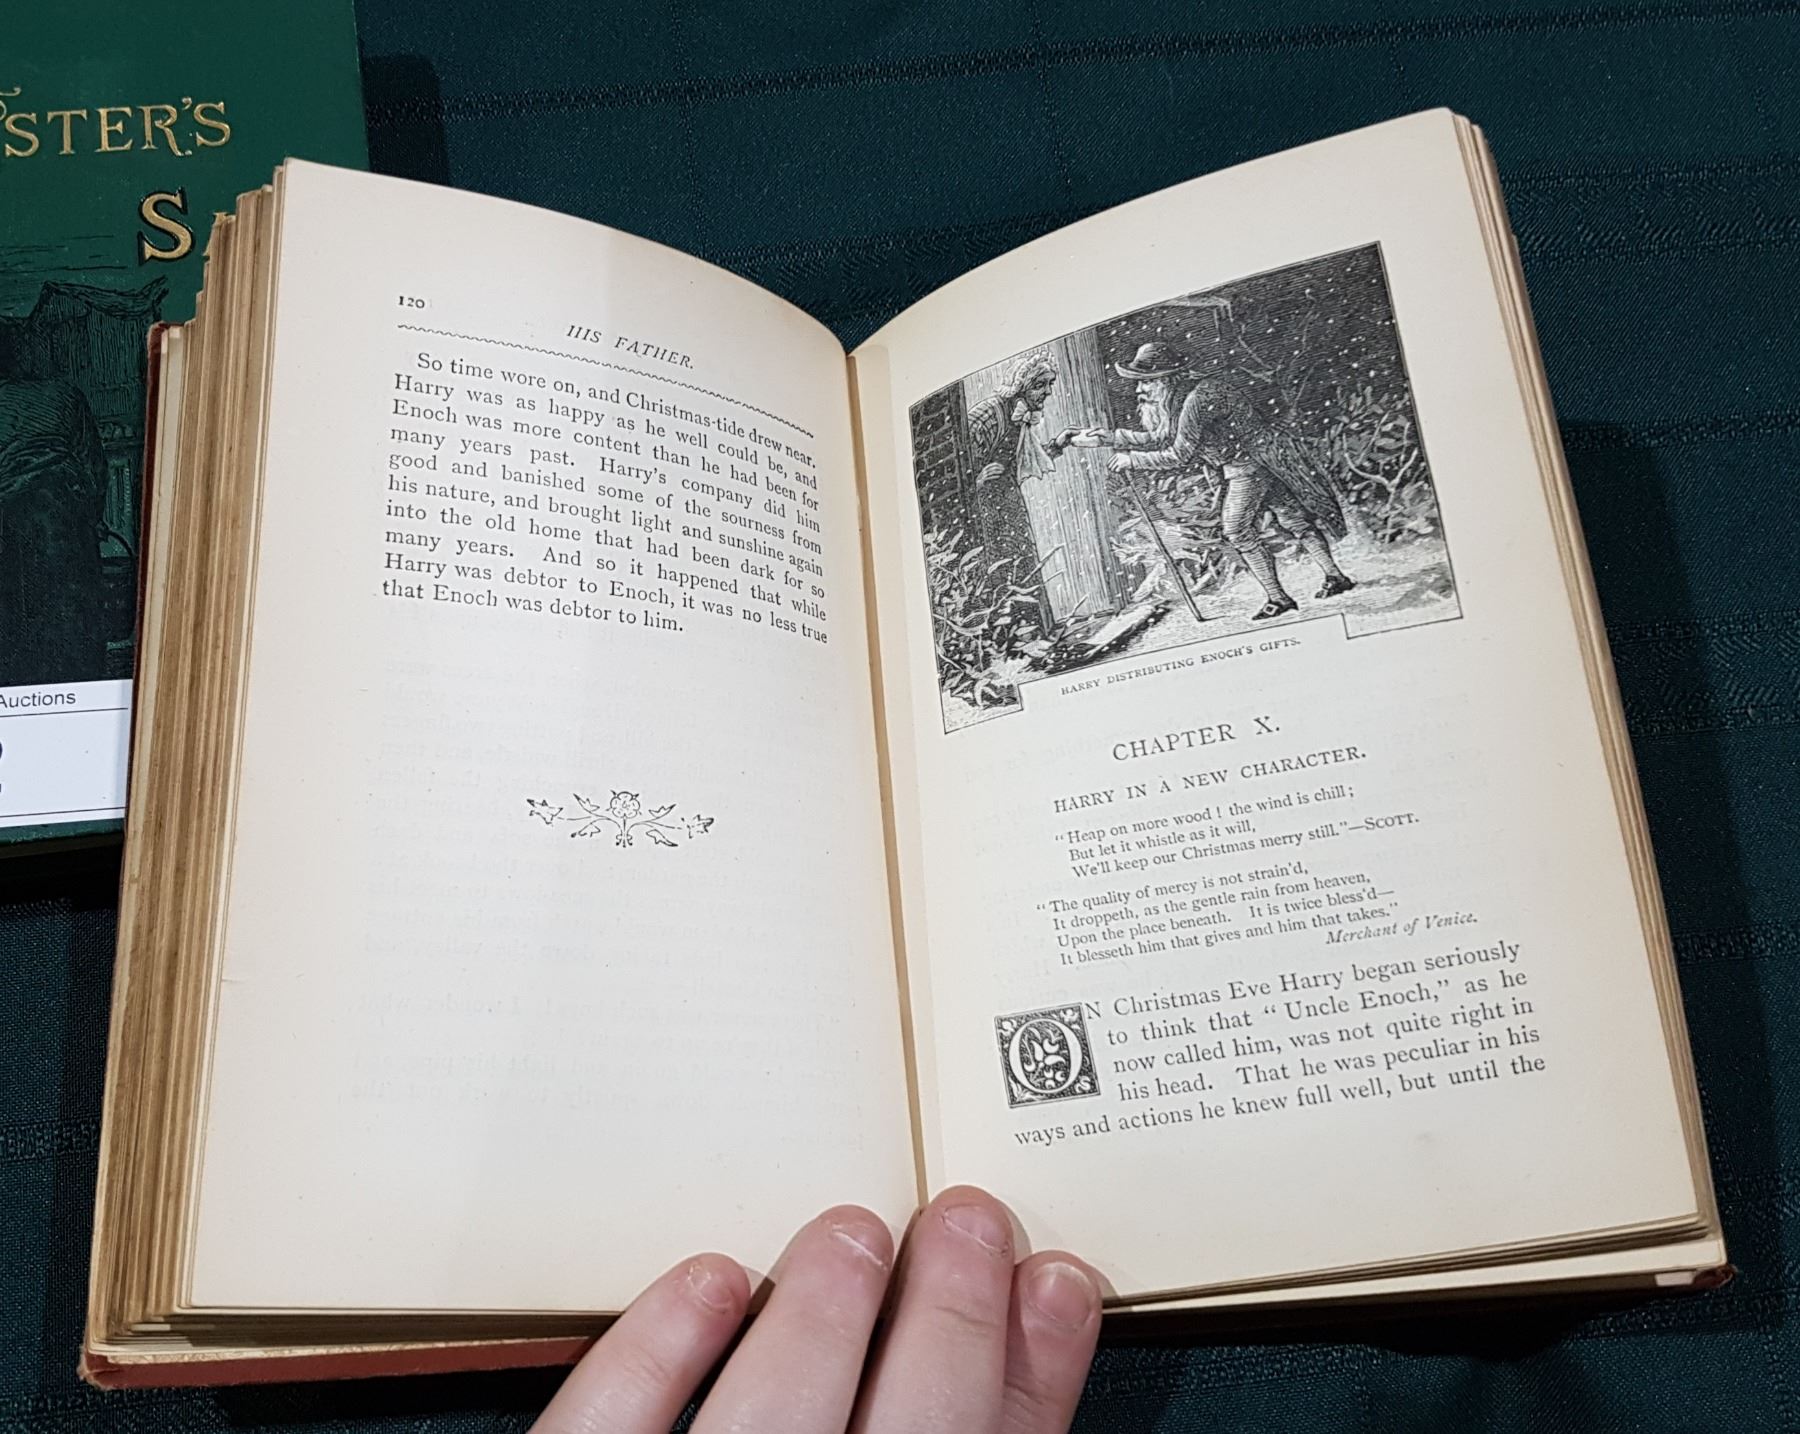 STER'S
S
Auctions
120
HIS FATHER.
So time wore on, and Christmas-tide drew near.
Harry was as happy as he well could be, and
Enoch was more content than he had been for
many years past. Harry's company did him
good and banished some of the sourness from
his nature, and brought light and sunshine again
into the old home that had been dark for so
many years. And so it happened that while
Harry was debtor to Enoch, it was no less true
that Enoch was debtor to him.
HARRY DISTRIBUTING ENOCH'S GIFTS.
CHAPTER X.
HARRY IN A NEW CHARACTER.
"Heap on more wood! the wind is chill;
But let it whistle as it will,
We'll keep our Christmas merry still."—SCOTT.
"The quality of mercy is not strain'd,
It droppeth, as the gentle rain from heaven,
Upon the place beneath. It is twice bless'd—
It blesseth him that gives and him that takes."
Merchant of Venice.
ON Christmas Eve Harry began seriously
to think that "Uncle Enoch," as he
now called him, was not quite right in
his head. That he was peculiar in his
ways and actions he knew full well, but until the